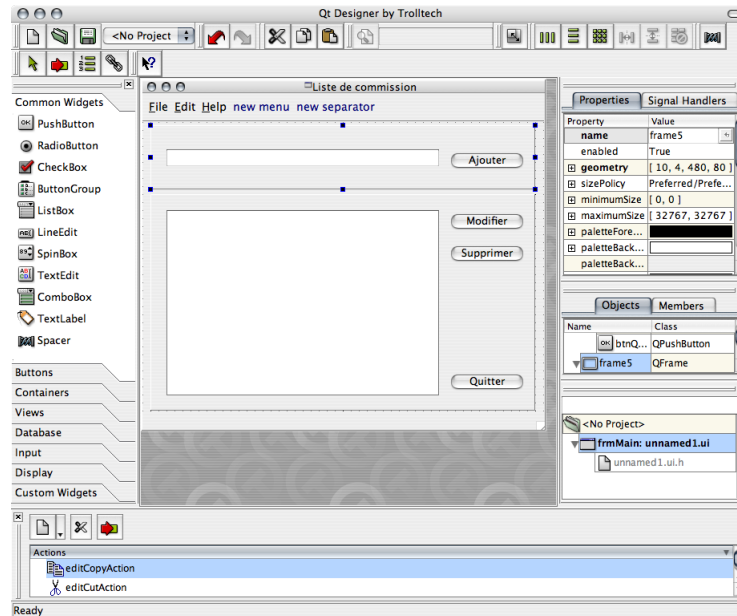 Qt Designer by Trolltech
<No Project>
Common Widgets
OK PushButton
RadioButton
CheckBox
ButtonGroup
ListBox
LineEdit
SpinBox
TextEdit
ComboBox
TextLabel
Spacer
Buttons
Containers
Views
Database
Input
Display
Custom Widgets
Liste de commission
File Edit Help new menu new separator
Ajouter
Modifier
Supprimer
Quitter
Properties Signal Handlers
Property Value
name frame5
enabled True
geometry [ 10, 4, 480, 80 ]
sizePolicy Preferred/Prefe...
minimumSize [ 0, 0 ]
maximumSize [ 32767, 32767 ]
paletteFore...
paletteBack...
paletteBack...
Objects Members
Name Class
OK btnQ... QPushButton
frame5 QFrame
<No Project>
frmMain: unnamed1.ui
unnamed1.ui.h
Actions
editCopyAction
editCutAction
Ready